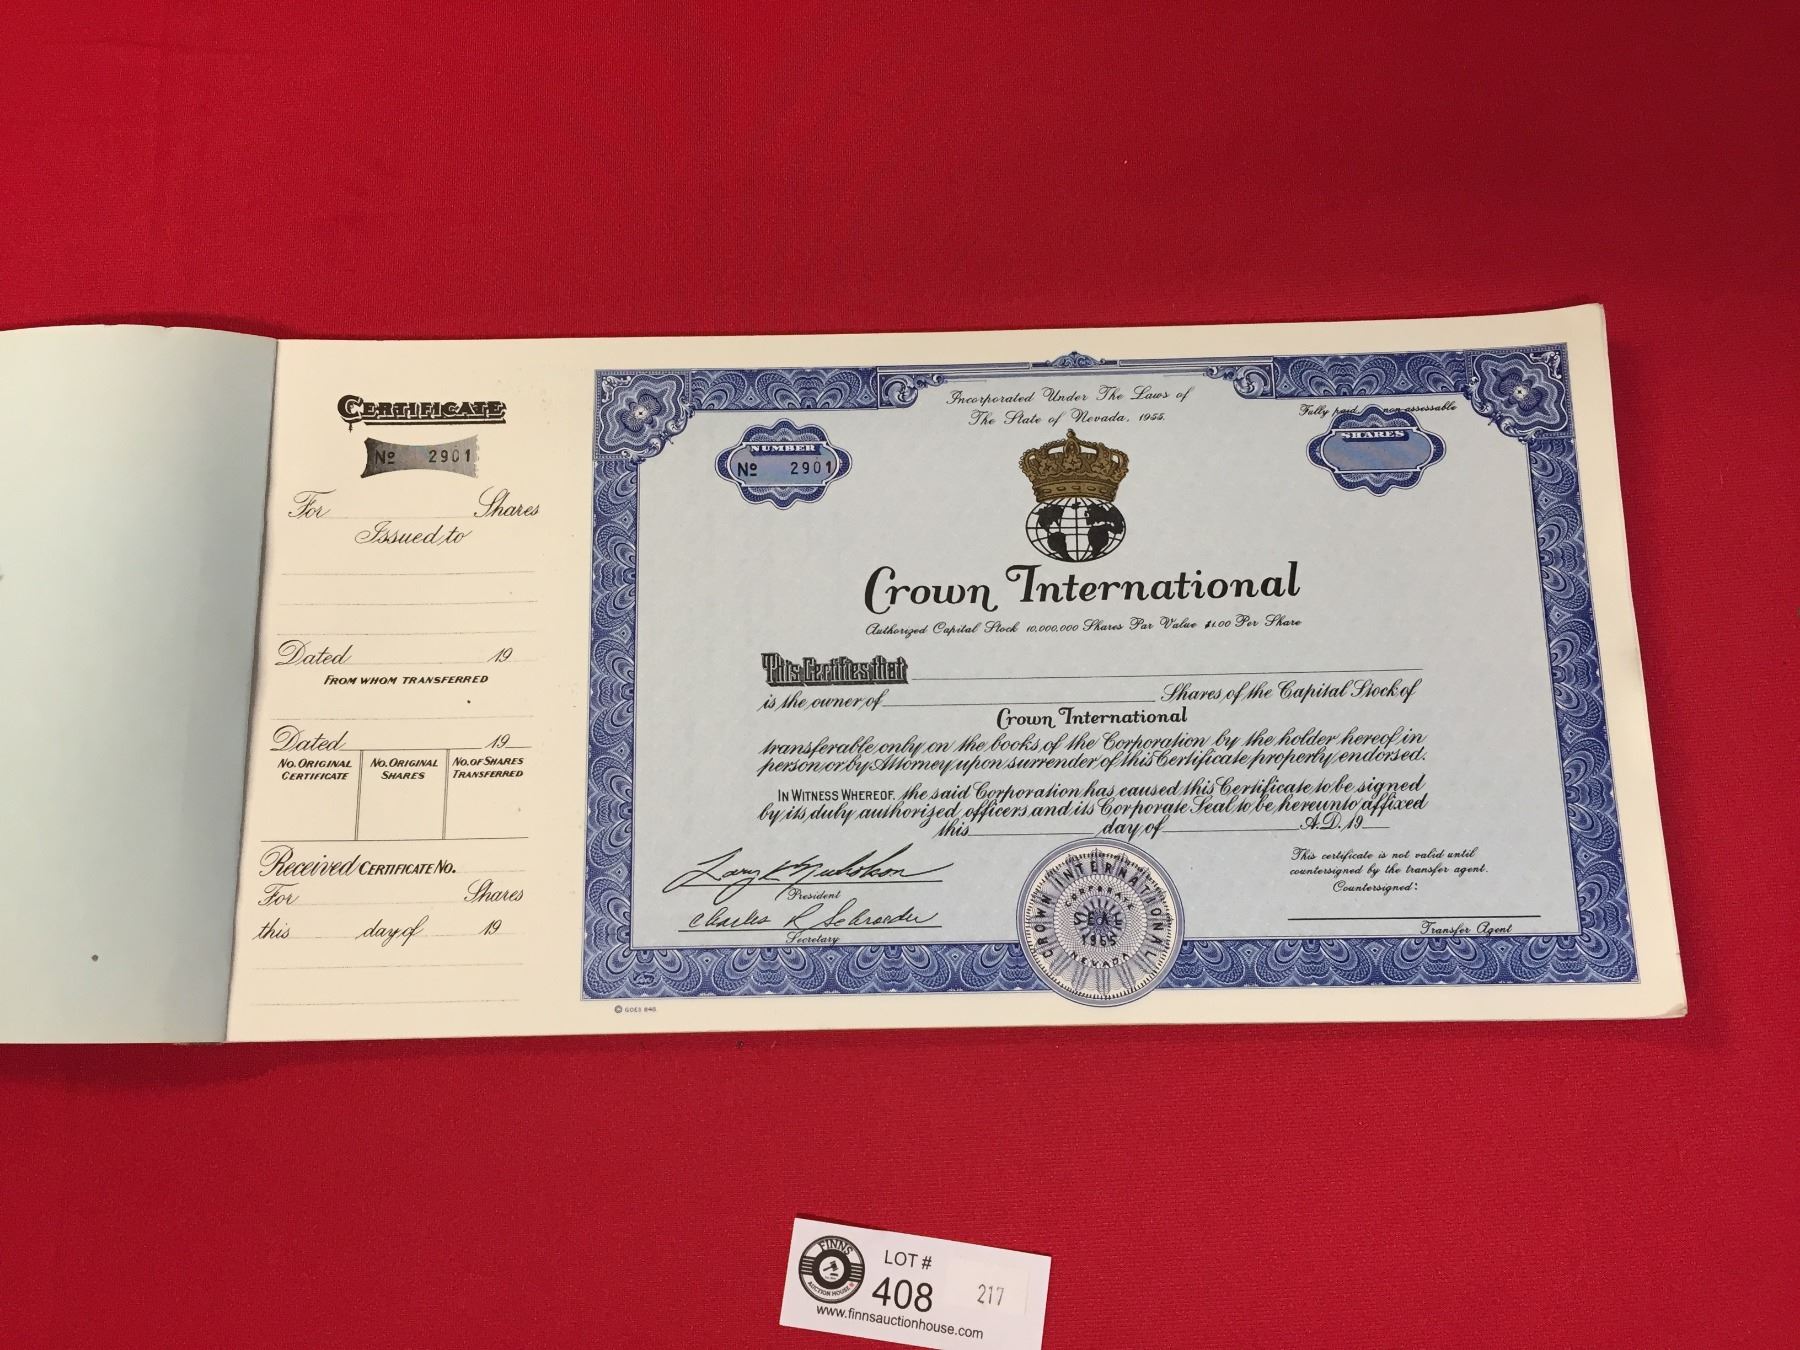 CERTIFICATE
No 2901
For Shares
Issued to
Dated 19
FROM WHOM TRANSFERRED
Dated 19
NO. ORIGINAL CERTIFICATE NO. ORIGINAL SHARES NO. OF SHARES TRANSFERRED
Received CERTIFICATE NO.
For Shares
this day of 19
Incorporated Under The Laws of
The State of Nevada, 1955.
Fully paid non-assessable
NUMBER
No 2901
SHARES
Crown International
Authorized Capital Stock 10,000,000 Shares Par Value $1.00 Per Share
This Certifies that
is the owner of Shares of the Capital Stock of
Crown International
transferable only on the books of the Corporation by the holder hereof in
person or by Attorney upon surrender of this Certificate properly endorsed.
IN WITNESS WHEREOF, the said Corporation has caused this Certificate to be signed
by its duly authorized officers and its Corporate Seal to be hereunto affixed
this day of A.D. 19
Larry K Nicholson
President
Charles R Schroeder
Secretary
CROWN INTERNATIONAL
CORPORATE
SEAL
1955
NEVADA
This certificate is not valid until
countersigned by the transfer agent.
Countersigned:
Transfer Agent
© GOES 846
FINNS
AUCTION HOUSE
LOT #
408 217
www.finnsauctionhouse.com